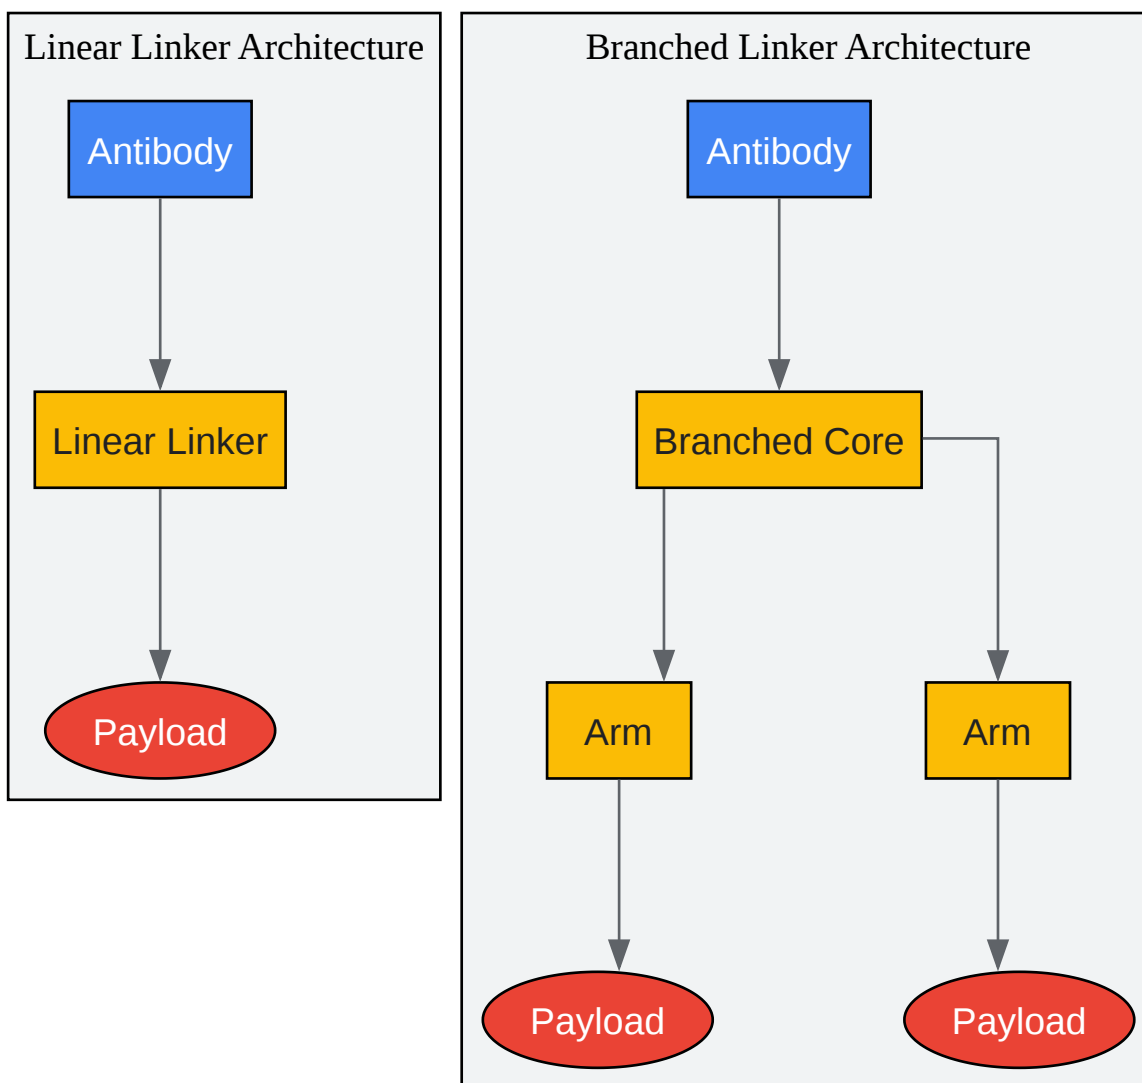 Linear Linker Architecture
Antibody
Linear Linker
Payload
Branched Linker Architecture
Antibody
Branched Core
Arm
Arm
Payload
Payload